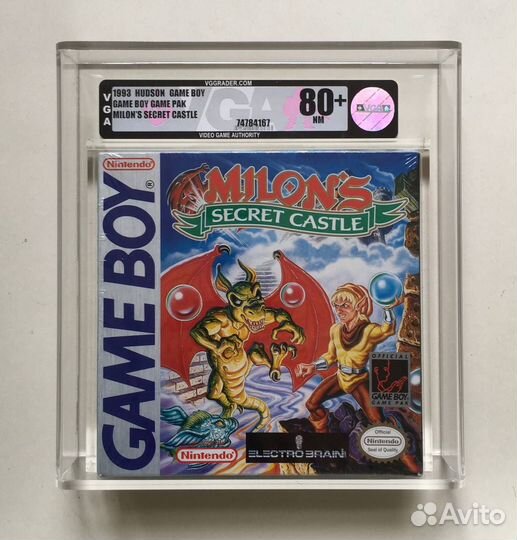 VGGRADER.COM
VGA
1993 HUDSON GAME BOY
GAME BOY GAME PAK
MILON'S SECRET CASTLE
VGA
74784167
80+
NM
VGA
VIDEO GAME AUTHORITY
Nintendo®
GAME BOY®
MILON'S
SECRET CASTLE
OFFICIAL
GAME BOY
GAME PAK
Nintendo
ELECTRO BRAIN
Official
Nintendo
Seal of Quality
Avito